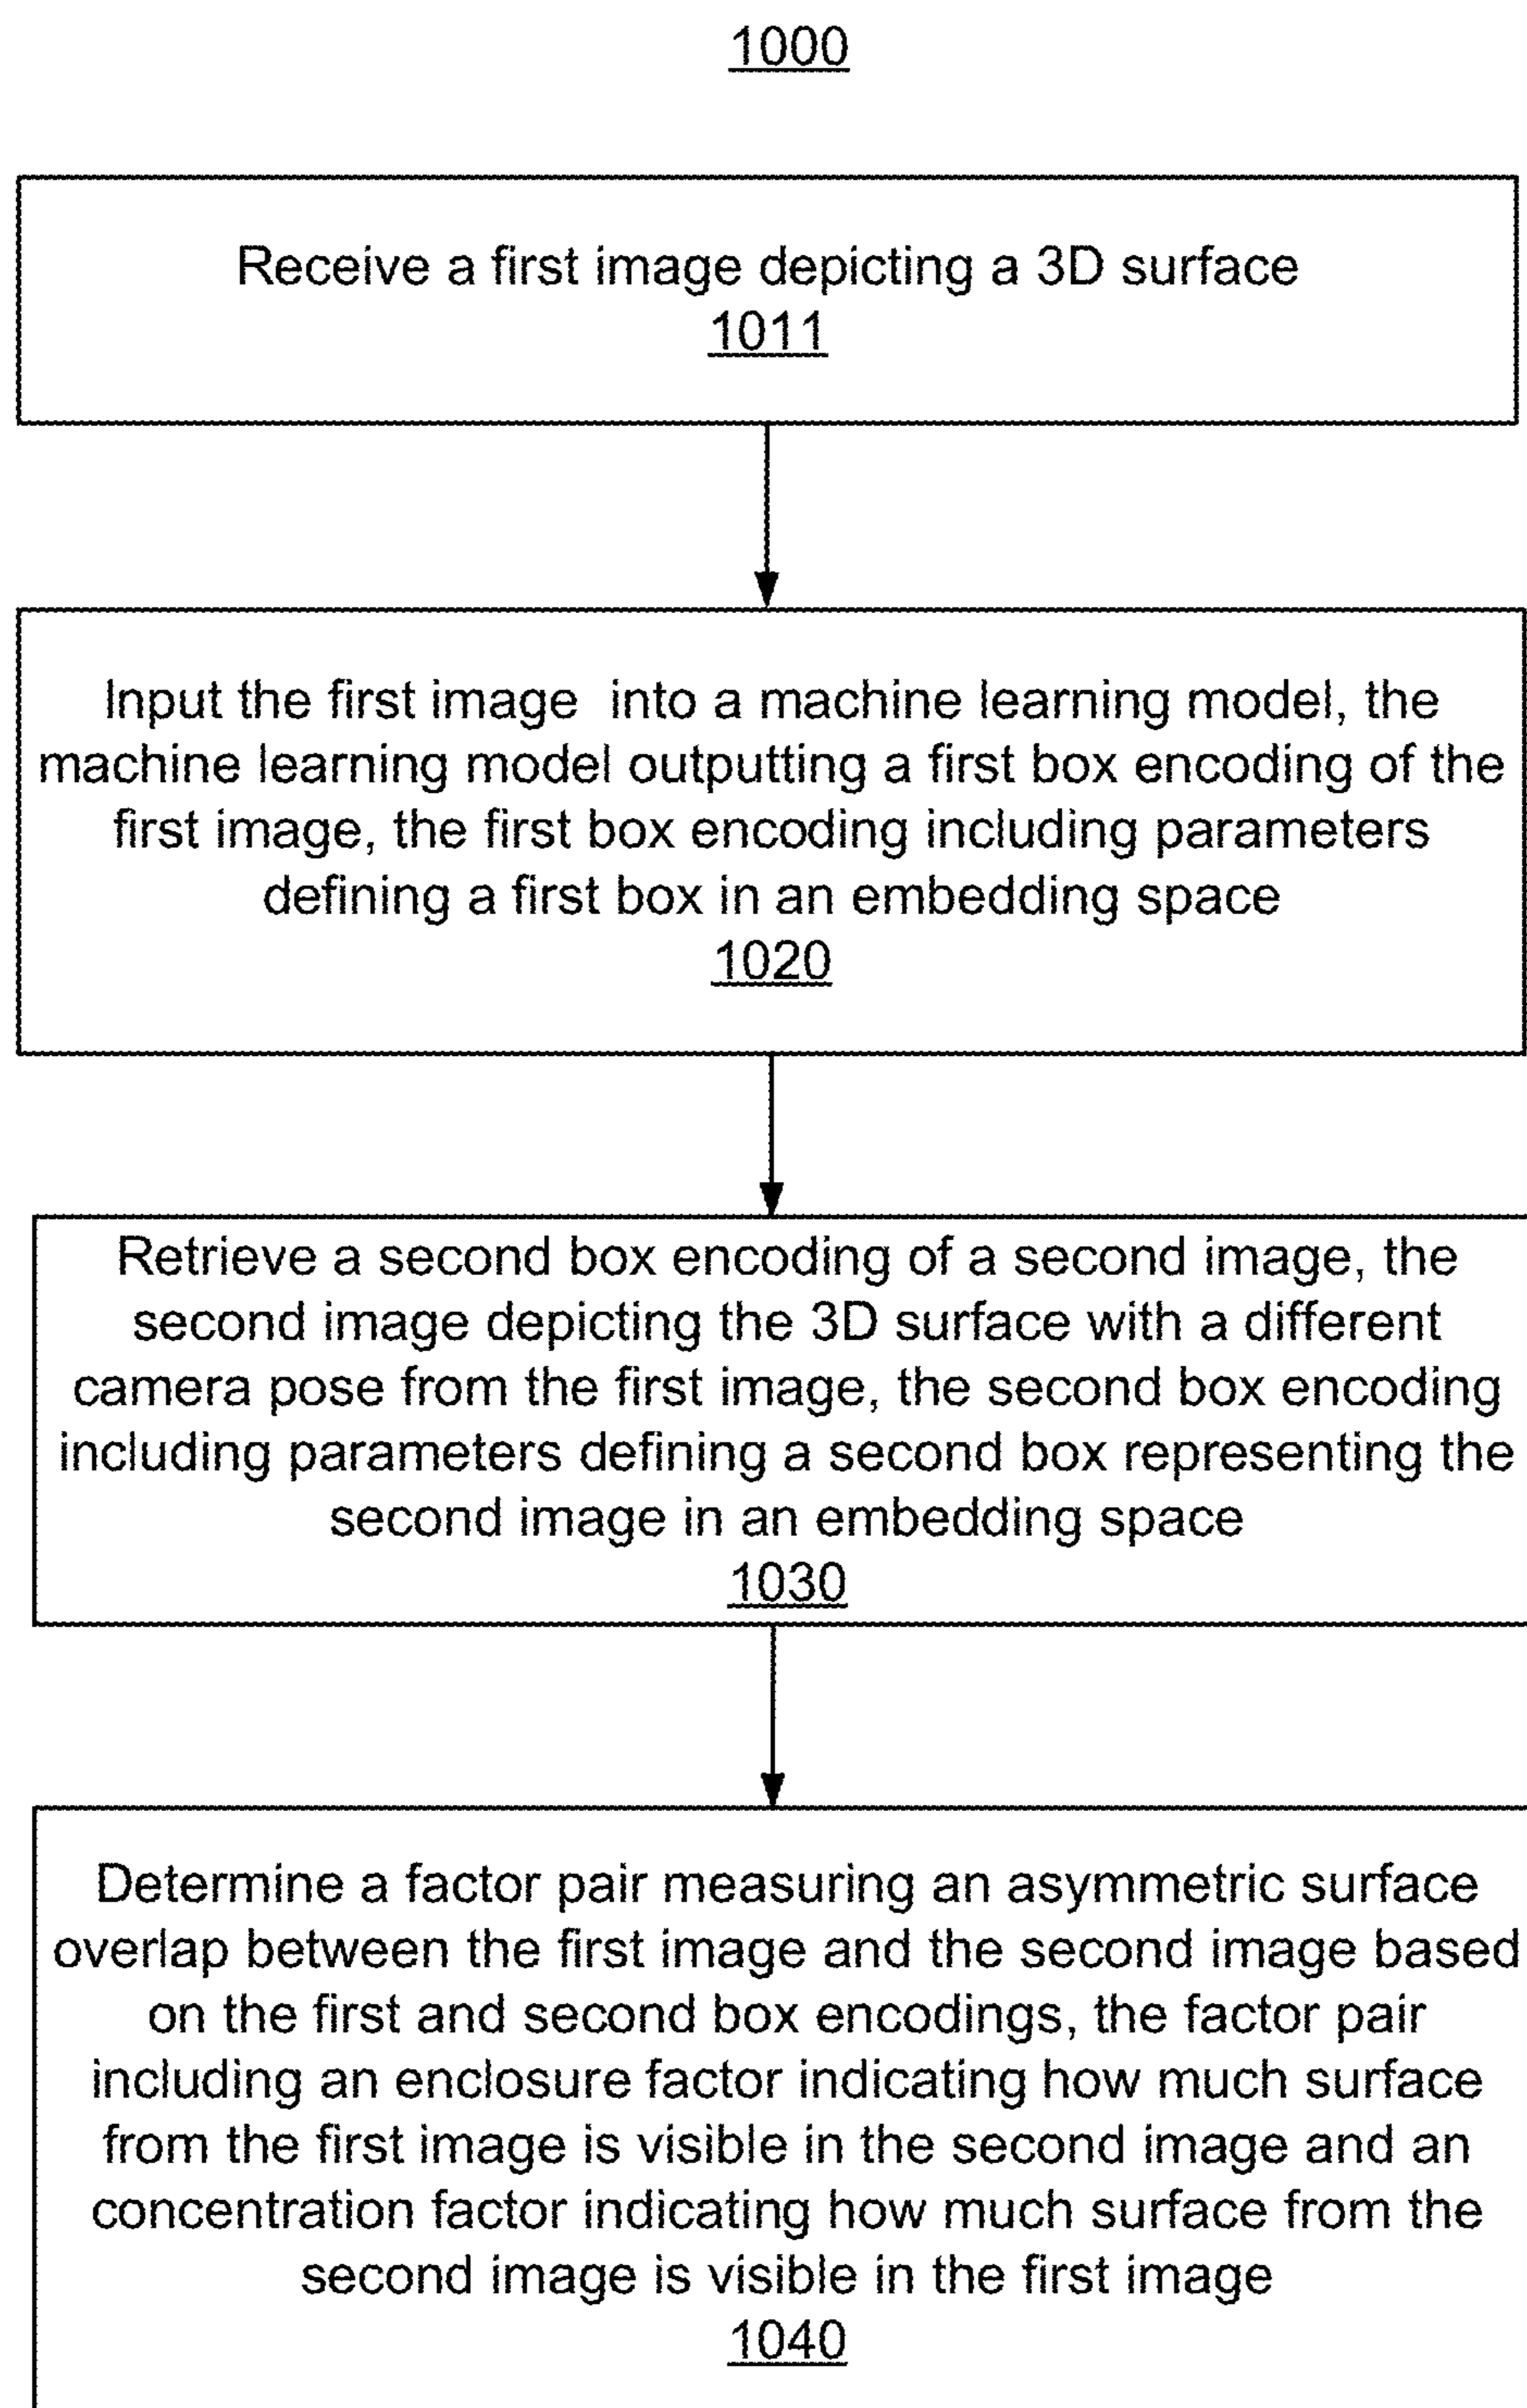 1000
Receive a first image depicting a 3D surface
1011
Input the first image into a machine learning model, the
machine learning model outputting a first box encoding of the
first image, the first box encoding including parameters
defining a first box in an embedding space
1020
Retrieve a second box encoding of a second image, the
second image depicting the 3D surface with a different
camera pose from the first image, the second box encoding
including parameters defining a second box representing the
second image in an embedding space
1030
Determine a factor pair measuring an asymmetric surface
overlap between the first image and the second image based
on the first and second box encodings, the factor pair
including an enclosure factor indicating how much surface
from the first image is visible in the second image and an
concentration factor indicating how much surface from the
second image is visible in the first image
1040